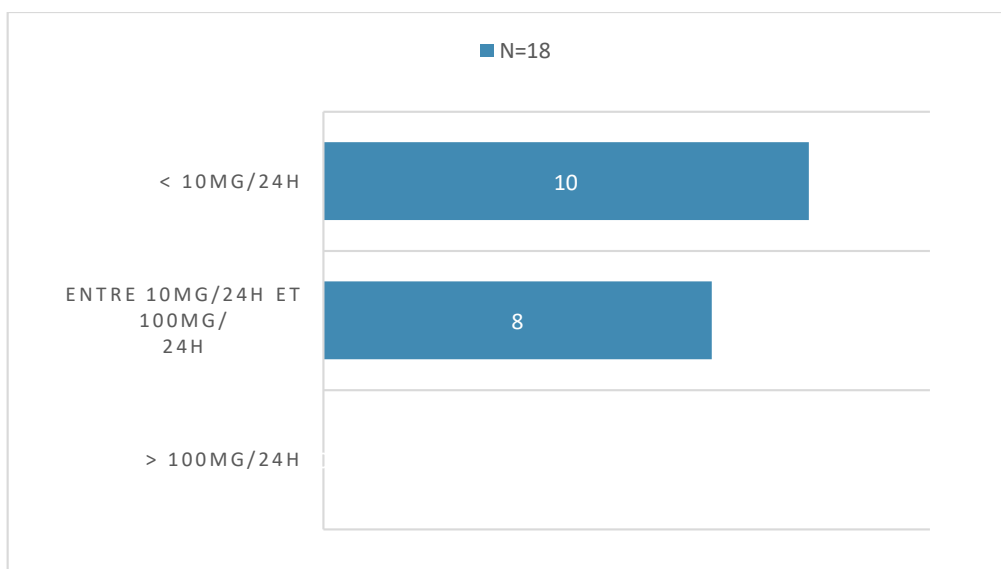 N=18
< 10MG/24H
10
ENTRE 10MG/24H ET
100MG/
24H
8
> 100MG/24H